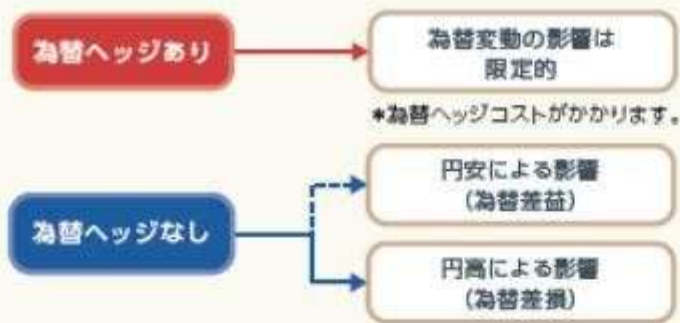 為替ヘッジあり
為替変動の影響は
限定的
*為替ヘッジコストがかかります。
為替ヘッジなし
円安による影響
(為替差益)
円高による影響
(為替差損)